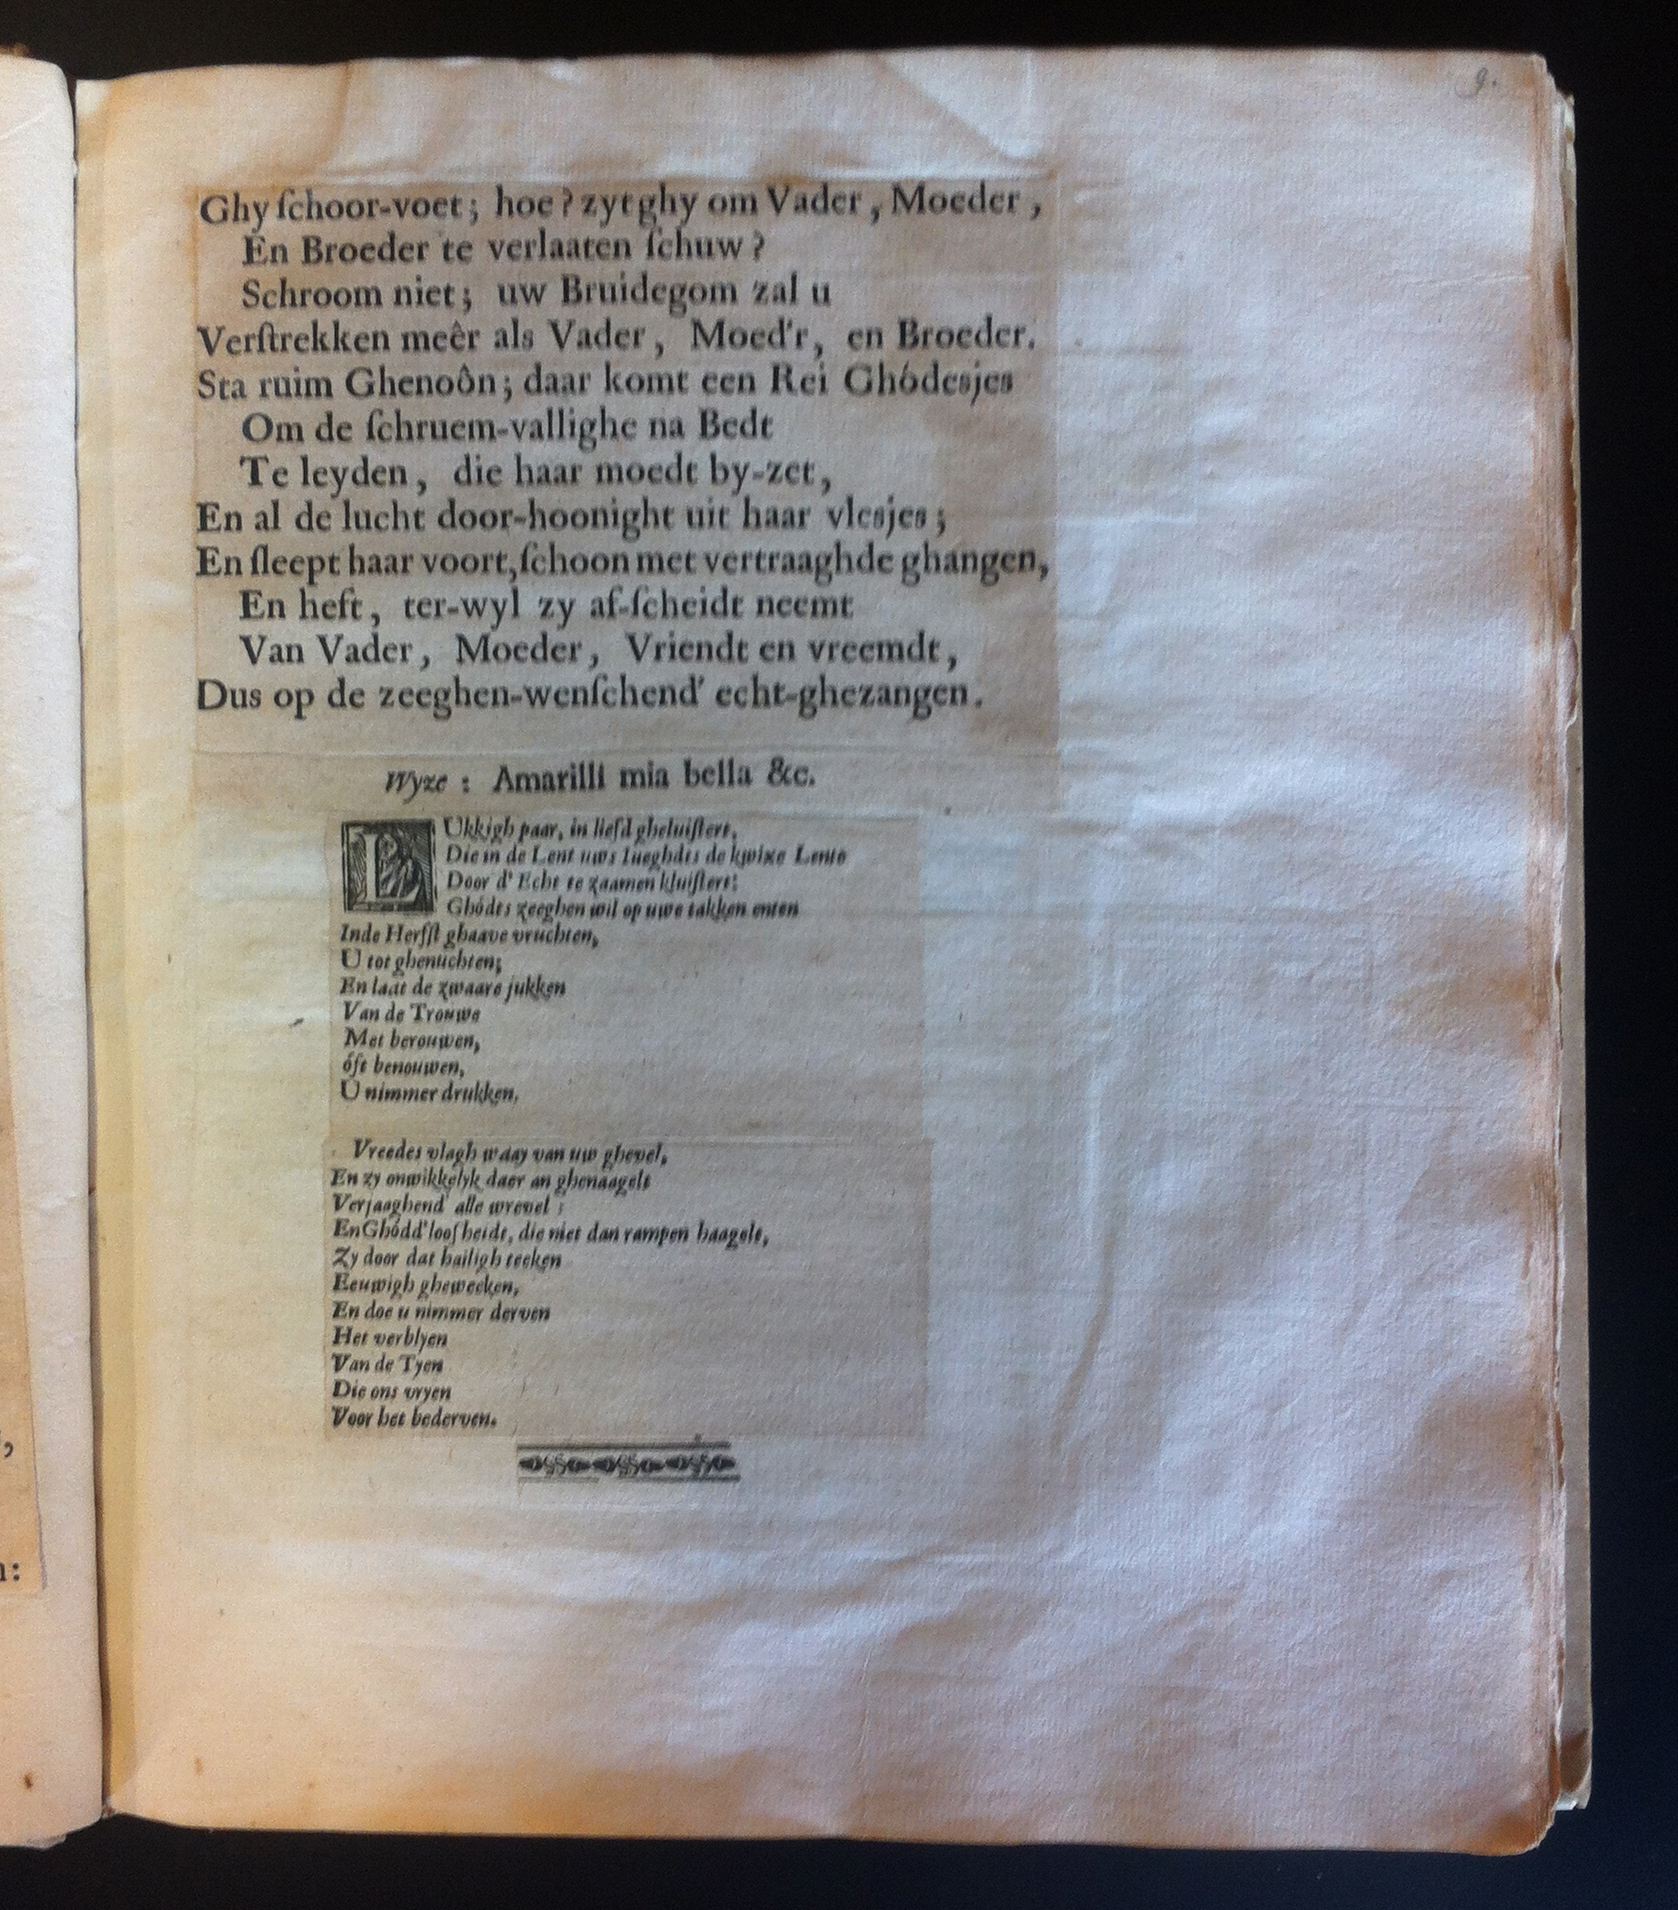 9.
Ghy ſchoor-voet; hoe? zyt ghy om Vader, Moeder,
En Broeder te verlaaten ſchuw?
Schroom niet; uw Bruidegom zal u
Verſtrekken meêr als Vader, Moed'r, en Broeder.
Sta ruim Ghenoôn; daar komt een Rei Ghódesjes
Om de ſchruem-vallighe na Bedt
Te leyden, die haar moedt by-zet,
En al de lucht door-hoonight uit haar vlesjes;
En ſleept haar voort, ſchoon met vertraaghde ghangen,
En heft, ter-wyl zy af-ſcheidt neemt
Van Vader, Moeder, Vriendt en vreemdt,
Dus op de zeeghen-wenſchend' echt-ghezangen.
Wyze: Amarilli mia bella &c.
LUkkigh paar, in liefd gheluiſtert,
Die in de Lent uws Iueghdts de kwixe Lente
Door d' Echt te zaamen kluiſtert:
Ghódts zeeghen wil op uwe takken enten
Inde Herfſt ghaave vruchten,
U tot ghenuchten;
En laat de zwaare jukken
Van de Trouwe
Met berouwen,
óft benouwen,
U nimmer drukken.
Vreedes vlagh waay van uw ghevel,
En zy onwikkelyk daer an ghenaagelt
Verjaaghend' alle wrevel;
En Ghódd'looſheidt, die niet dan rampen haagelt,
Zy door dat hailigh teeken
Eeuwigh gheweeken,
En doe u nimmer derven
Het verblyen
Van de Tyen
Die ons vryen
Voor het bederven.
,
n: